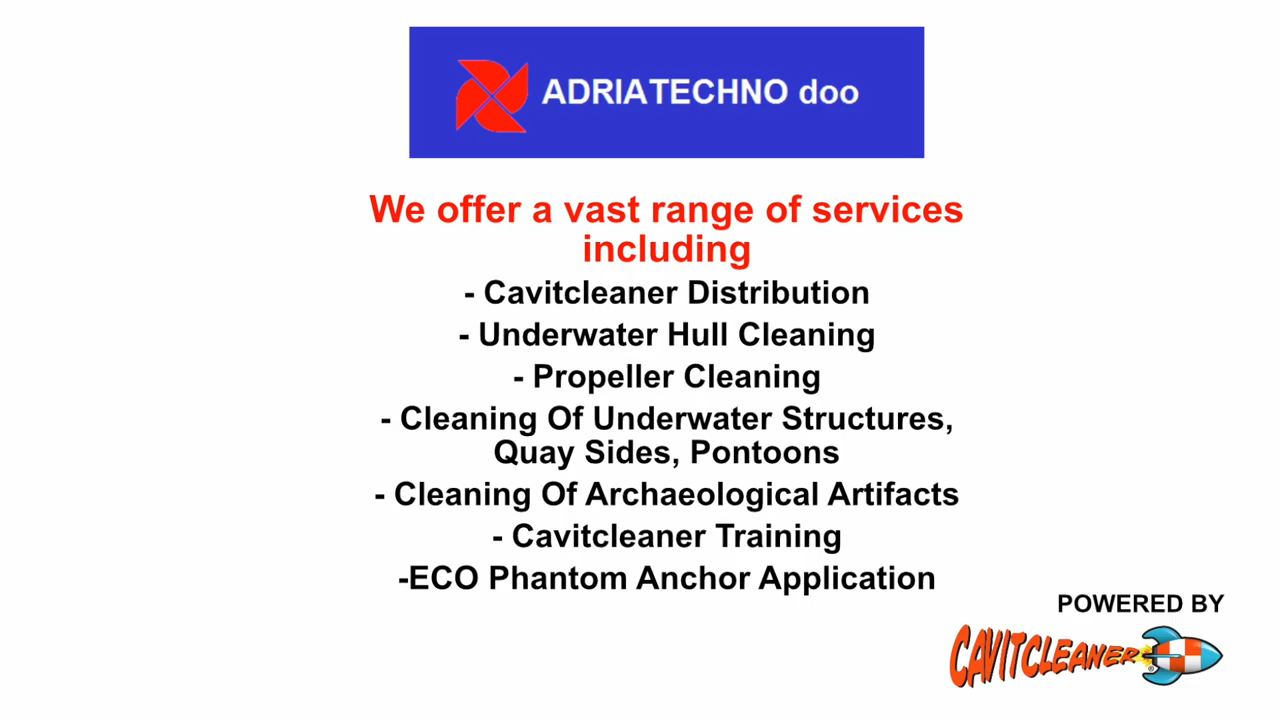 ADRIATECHNO doo
We offer a vast range of services
including
- Cavitcleaner Distribution
- Underwater Hull Cleaning
- Propeller Cleaning
- Cleaning Of Underwater Structures,
Quay Sides, Pontoons
- Cleaning Of Archaeological Artifacts
- Cavitcleaner Training
-ECO Phantom Anchor Application
POWERED BY
CAVITCLEANER®